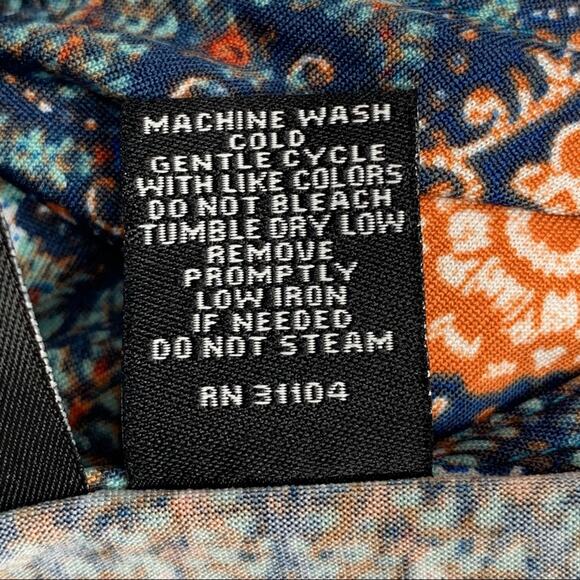 MACHINE WASH
COLD
GENTLE CYCLE
WITH LIKE COLORS
DO NOT BLEACH
TUMBLE DRY LOW
REMOVE
PROMPTLY
LOW IRON
IF NEEDED
DO NOT STEAM
RN 31104